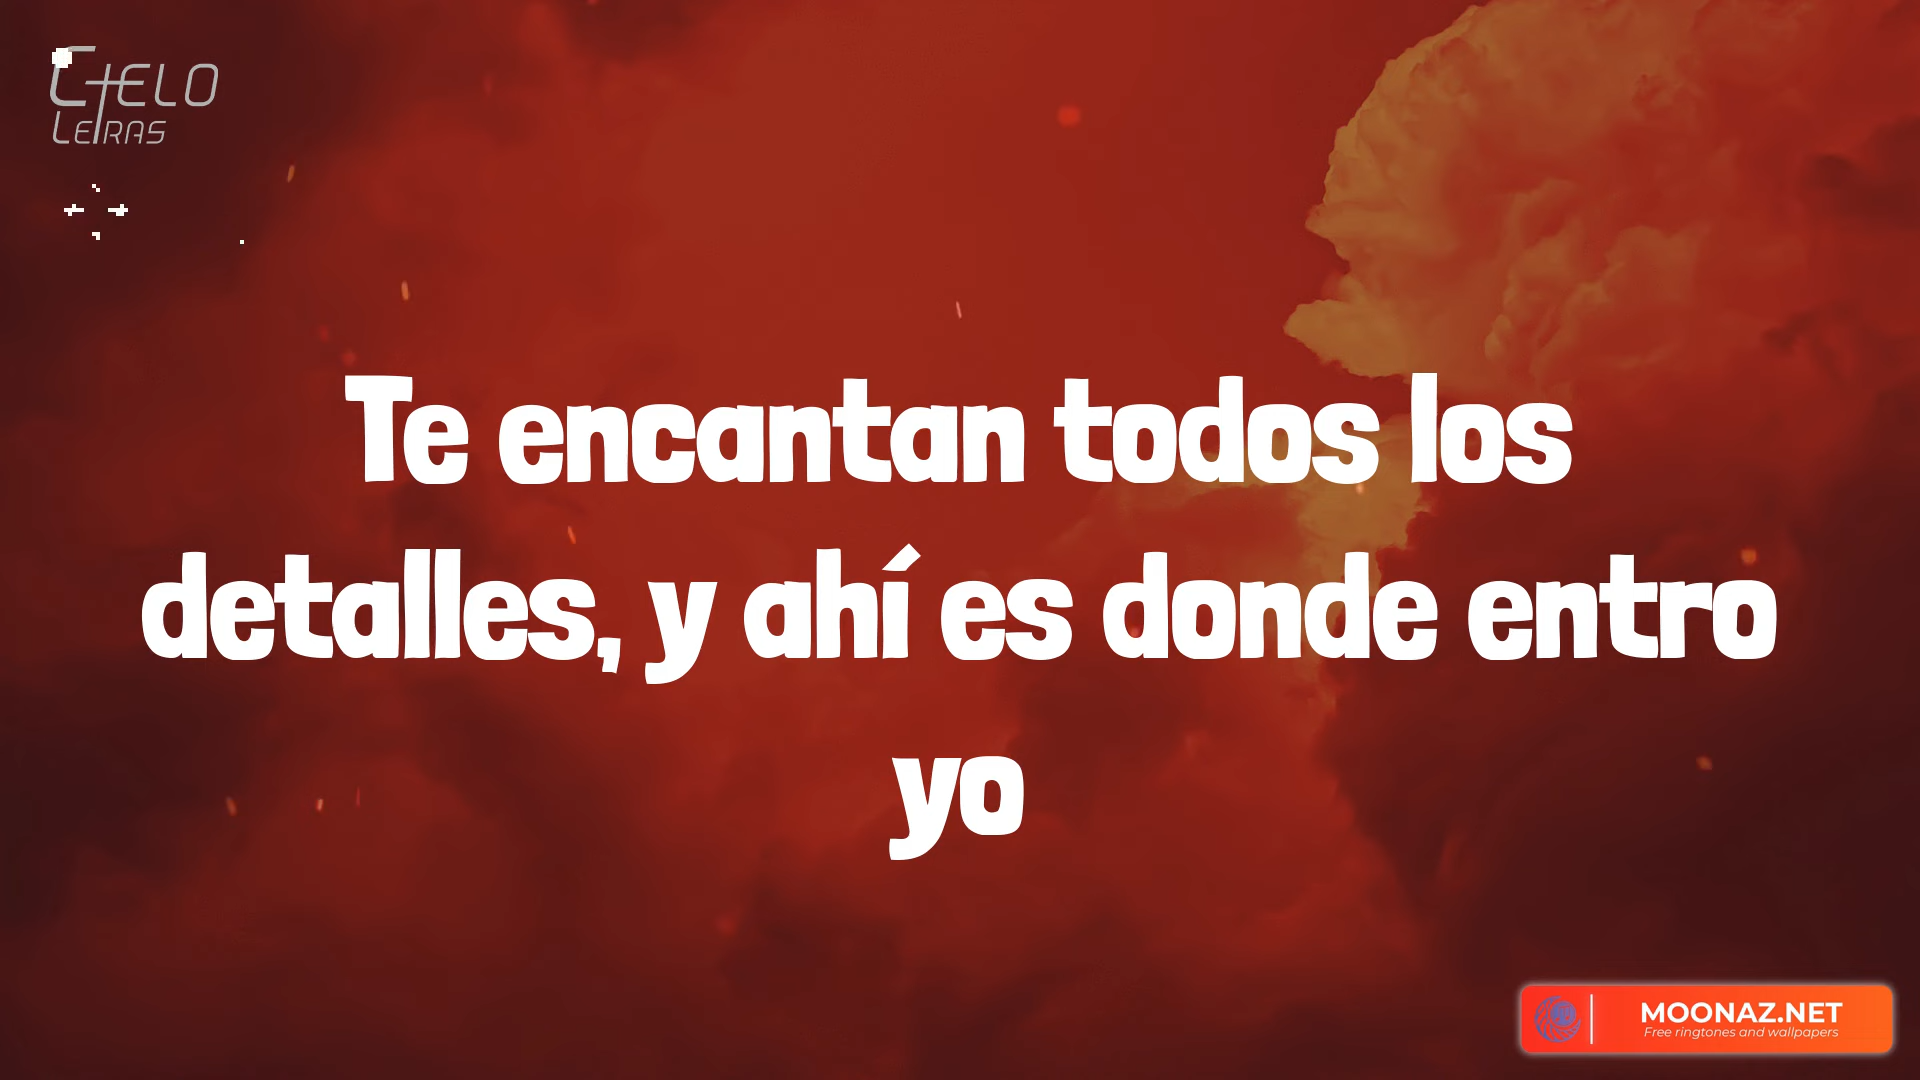 CIELO
LETRAS
Te encantan todos los
detalles, y ahí es donde entro
yo
MOONAZ.NET
Free ringtones and wallpapers